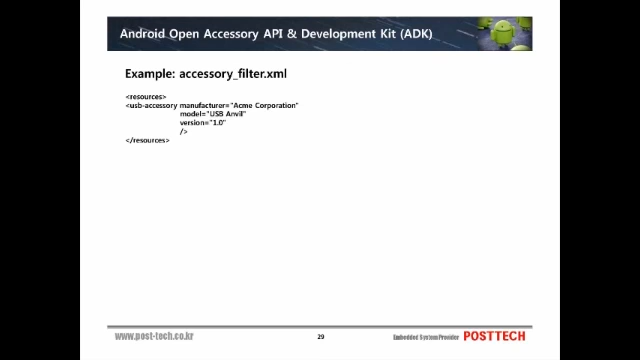 Android Open Accessory API & Development Kit (ADK)
Example: accessory_filter.xml
<resources>
<usb-accessory manufacturer="Acme Corporation"
model="USB Anvil"
version="1.0"
/>
</resources>
www.post-tech.co.kr
29
Embedded System Provider POSTTECH